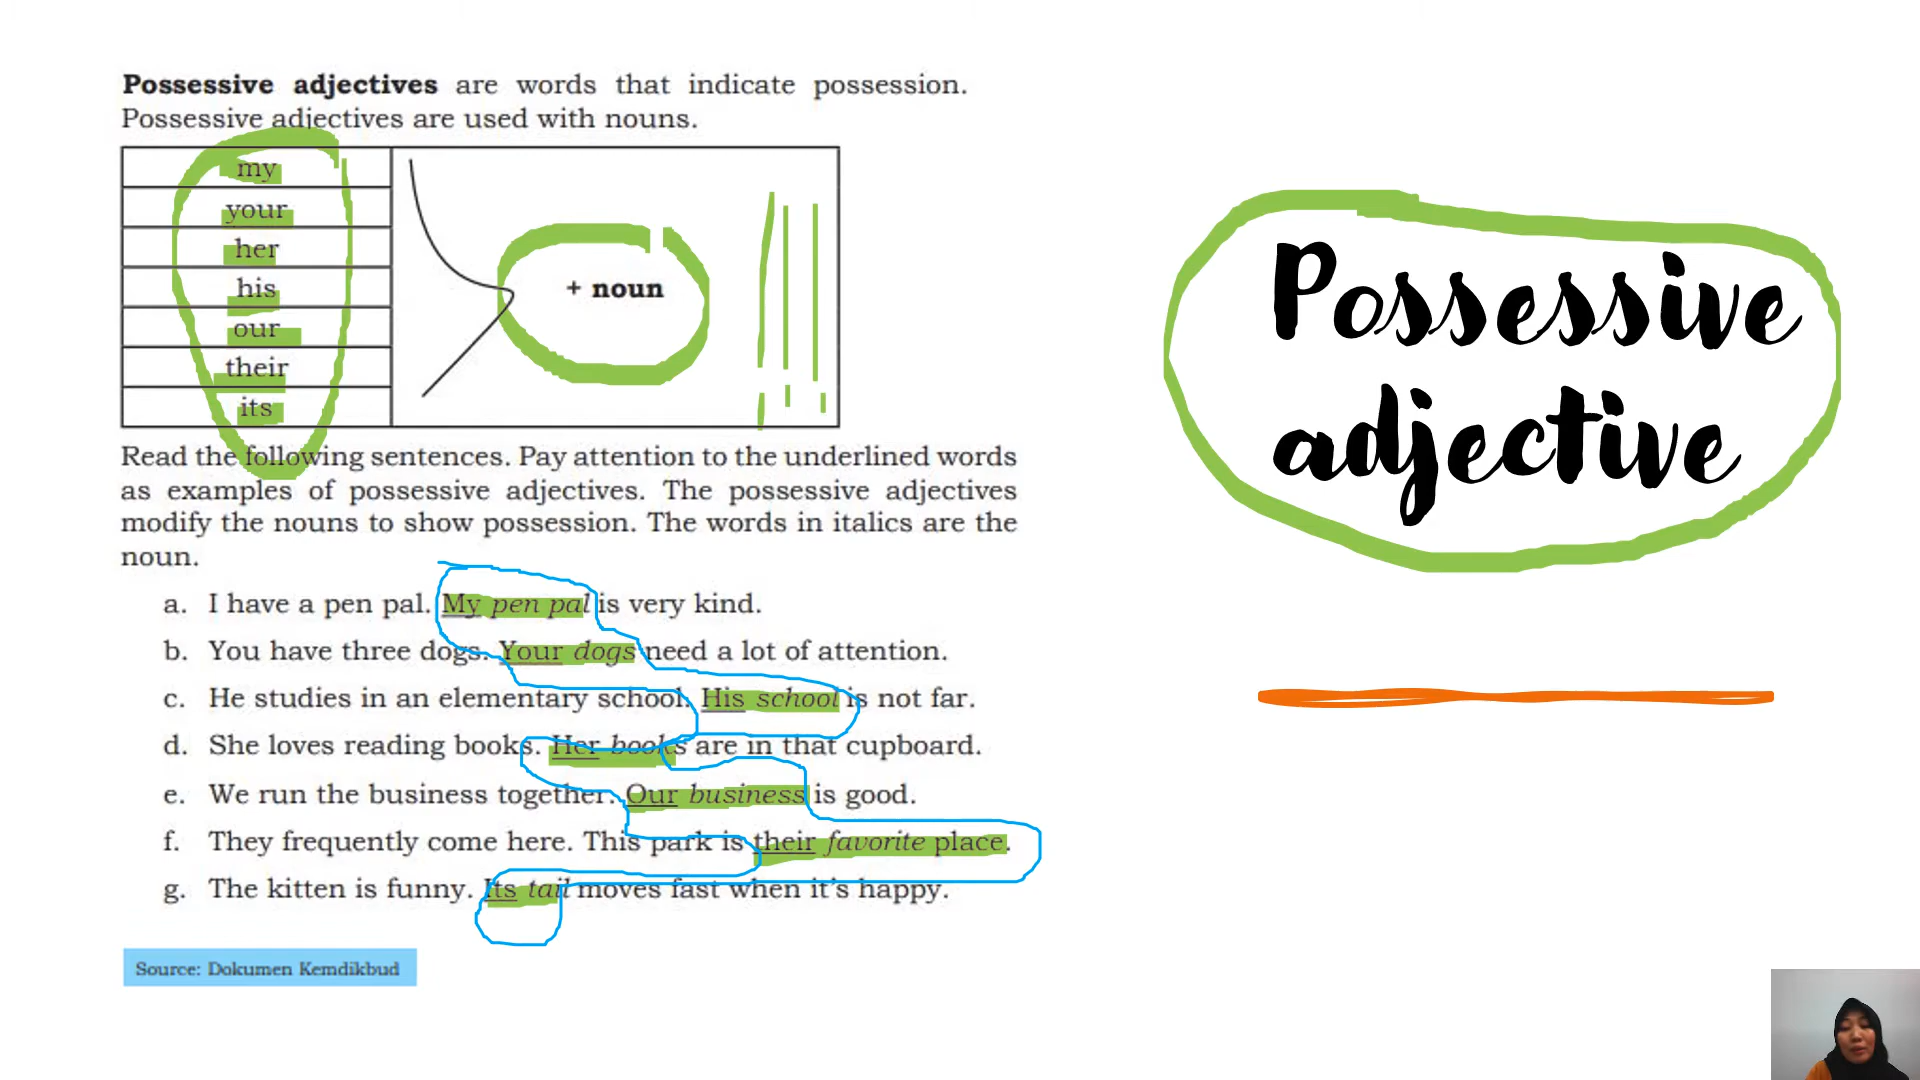 Possessive adjectives are words that indicate possession.
Possessive adjectives are used with nouns.
my
your
her
his
our
their
its
+ noun
Read the following sentences. Pay attention to the underlined words
as examples of possessive adjectives. The possessive adjectives
modify the nouns to show possession. The words in italics are the
noun.
a. I have a pen pal. My pen pal is very kind.
b. You have three dogs. Your dogs need a lot of attention.
c. He studies in an elementary school. His school is not far.
d. She loves reading books. Her books are in that cupboard.
e. We run the business together. Our business is good.
f. They frequently come here. This park is their favorite place.
g. The kitten is funny. Its tail moves fast when it's happy.
Source: Dokumen Kemdikbud
Possessive
adjective